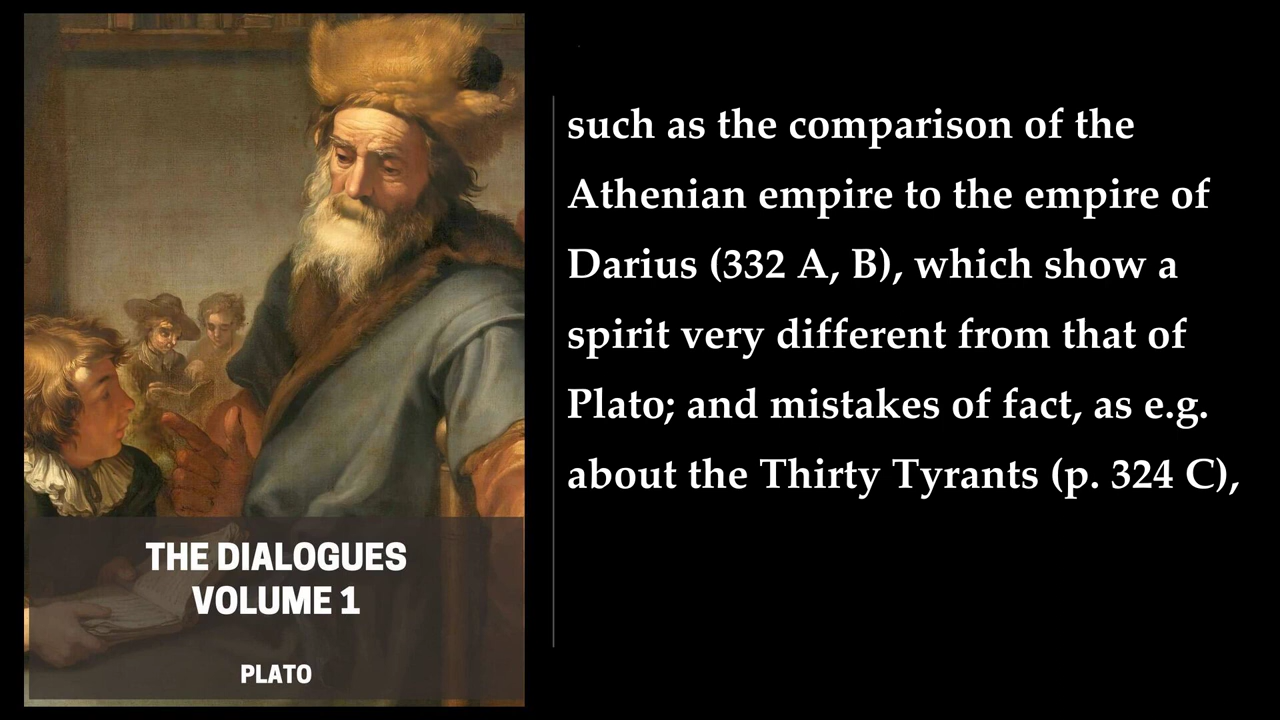 THE DIALOGUES
VOLUME 1
PLATO
such as the comparison of the
Athenian empire to the empire of
Darius (332 A, B), which show a
spirit very different from that of
Plato; and mistakes of fact, as e.g.
about the Thirty Tyrants (p. 324 C),